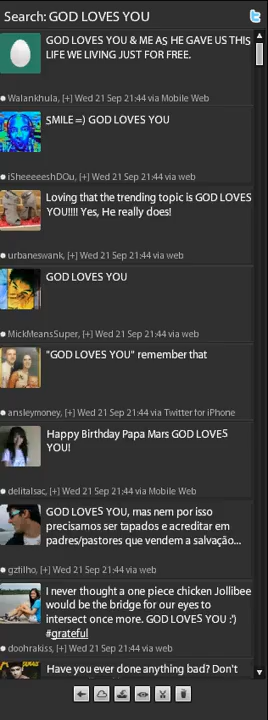 Search: GOD LOVES YOU
GOD LOVES YOU & ME AS HE GAVE US THIS
LIFE WE LIVING JUST FOR FREE.
Walankhula, [+] Wed 21 Sep 21:44 via Mobile Web
SMILE =) GOD LOVES YOU
iSheeeeeshDOu, [+] Wed 21 Sep 21:44 via web
Loving that the trending topic is GOD LOVES
YOU!!!! Yes, He really does!
urbaneswank, [+] Wed 21 Sep 21:44 via web
GOD LOVES YOU
MickMeansSuper, [+] Wed 21 Sep 21:44 via web
"GOD LOVES YOU" remember that
ansleymoney, [+] Wed 21 Sep 21:44 via Twitter for iPhone
Happy Birthday Papa Mars GOD LOVES
YOU!
delitalsac, [+] Wed 21 Sep 21:44 via Mobile Web
GOD LOVES YOU, mas nem por isso
precisamos ser tapados e acreditar em
padres/pastores que vendem a salvação...
gzfilho, [+] Wed 21 Sep 21:44 via web
I never thought a one piece chicken Jollibee
would be the bridge for our eyes to
intersect once more. GOD LOVE YOU :')
#grateful
doohrakiss, [+] Wed 21 Sep 21:44 via web
Have you ever done anything bad? Don't